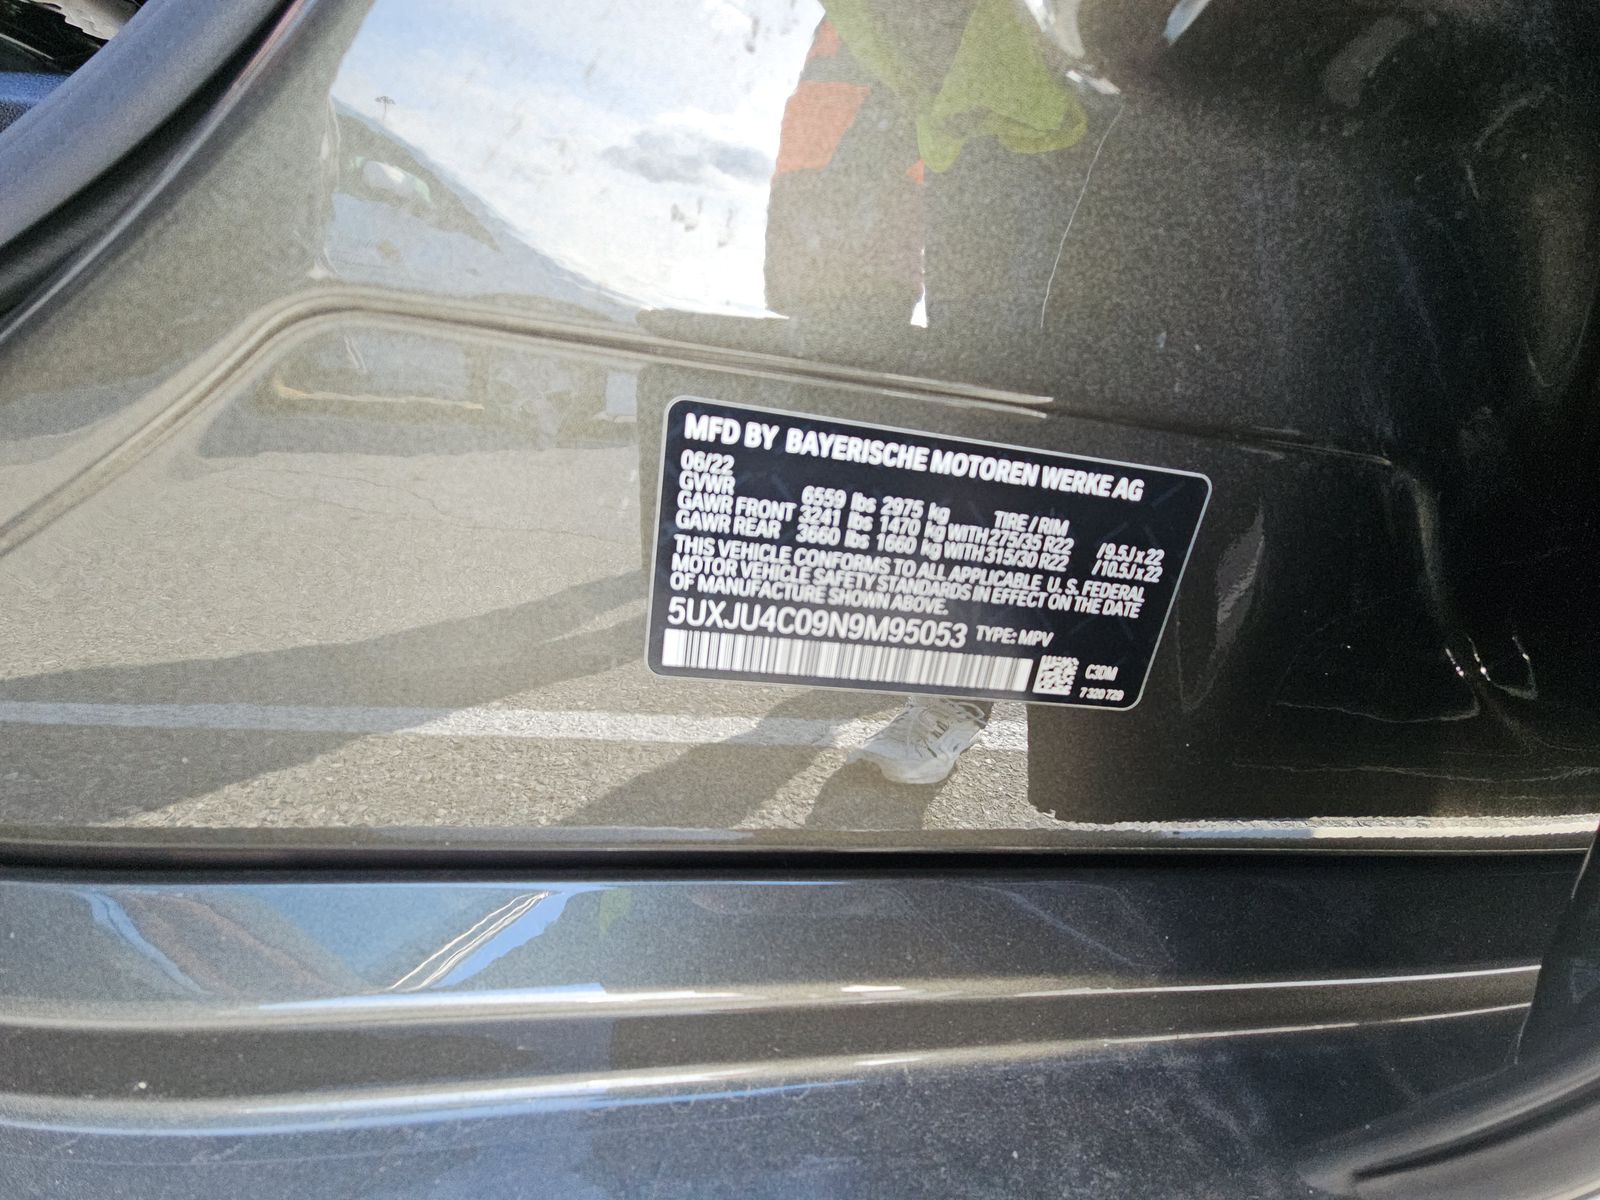 MFD BY BAYERISCHE MOTOREN WERKE AG
06/22
GVWR 6559 lbs 2975 kg TIRE / RIM
GAWR FRONT 3241 lbs 1470 kg WITH 275/35 R22 /9.5J x 22
GAWR REAR 3660 lbs 1660 kg WITH 315/30 R22 /10.5J x 22
THIS VEHICLE CONFORMS TO ALL APPLICABLE U. S. FEDERAL
MOTOR VEHICLE SAFETY STANDARDS IN EFFECT ON THE DATE
OF MANUFACTURE SHOWN ABOVE.
5UXJU4C09N9M95053 TYPE: MPV
C3DM
7 320 729